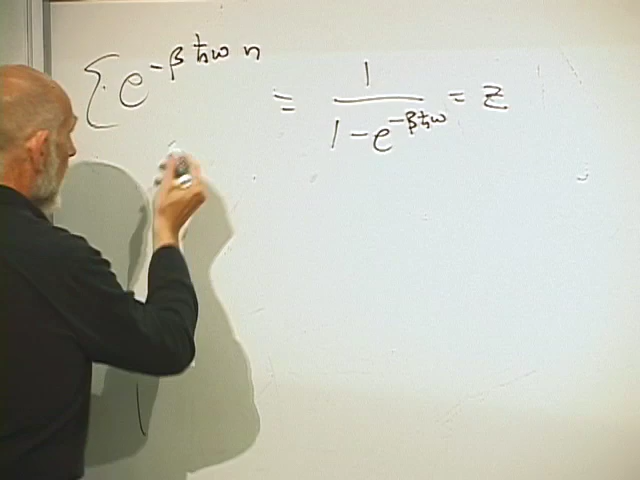 Σ e^{-βℏω n} = 1/(1 - e^{-βℏω}) = Z